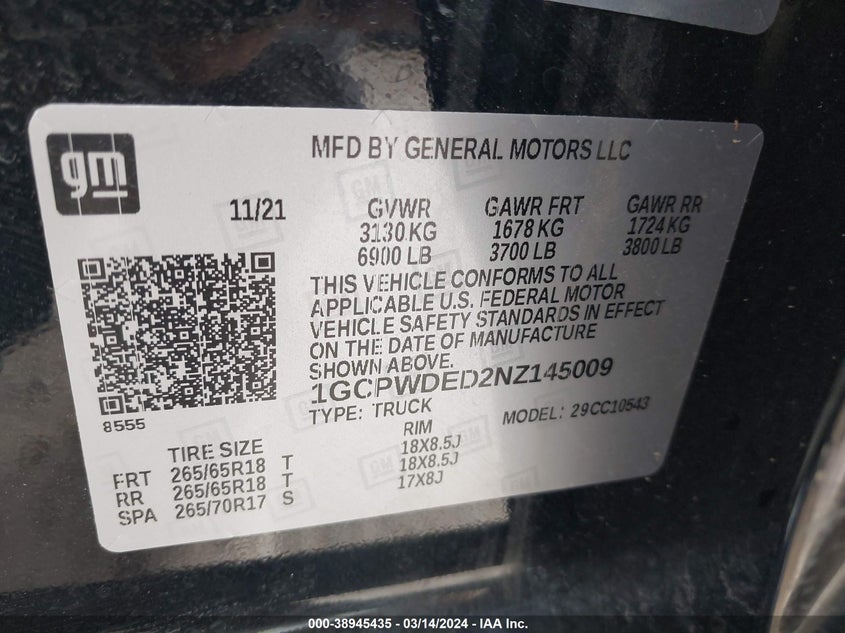 gm
MFD BY GENERAL MOTORS LLC
11/21 GVWR GAWR FRT GAWR RR
3130 KG 1678 KG 1724 KG
6900 LB 3700 LB 3800 LB
THIS VEHICLE CONFORMS TO ALL
APPLICABLE U.S. FEDERAL MOTOR
VEHICLE SAFETY STANDARDS IN EFFECT
ON THE DATE OF MANUFACTURE
SHOWN ABOVE.
1GCPWDED2NZ145009
TYPE: TRUCK MODEL: 29CC10543
8555
TIRE SIZE RIM
FRT 265/65R18 T 18X8.5J
RR 265/65R18 T 18X8.5J
SPA 265/70R17 S 17X8J
000-38945435 - 03/14/2024 - IAA Inc.